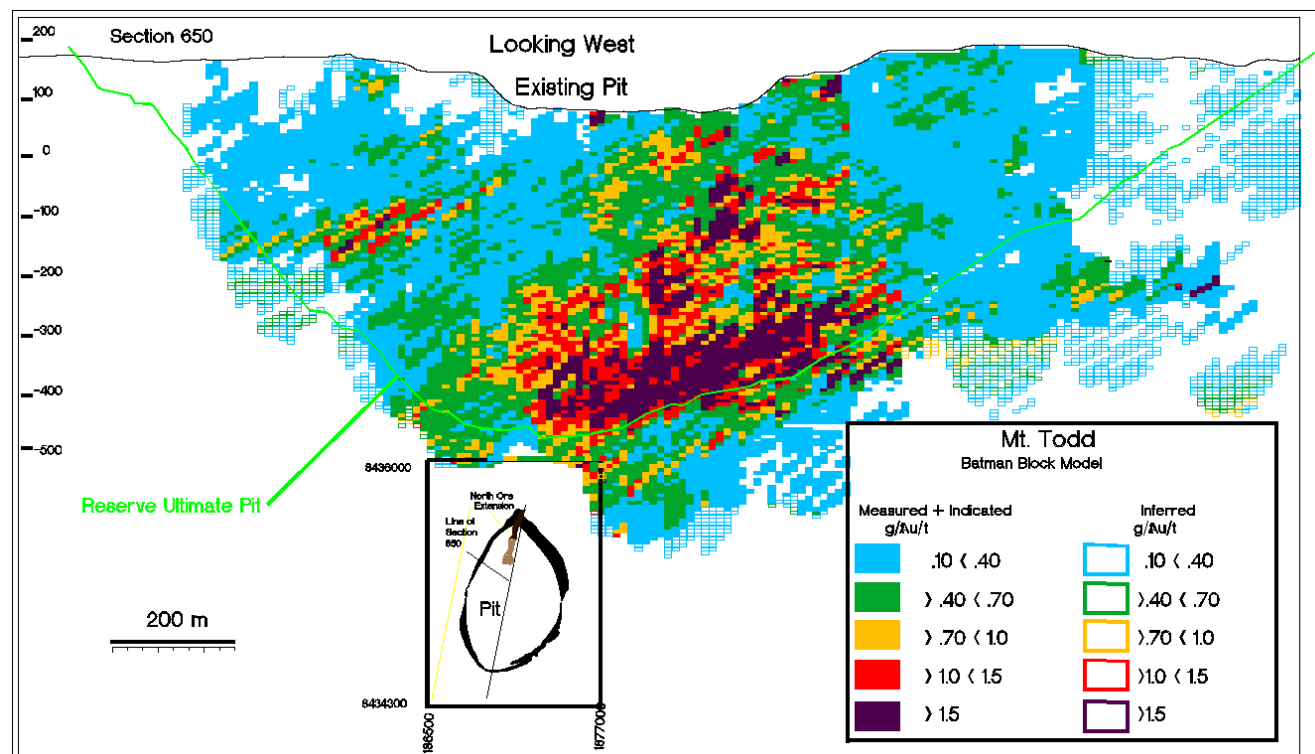 200
Section 650
Looking West
Existing Pit
100
0
-100
-200
-300
-400
-500
Reserve Ultimate Pit
200 m
8436000
North Ore
Extension
Line of
Section
650
Pit
8434300
186500
1877000
Mt. Todd
Batman Block Model
Measured + Indicated
g/Au/t
.10 < .40
> .40 < .70
> .70 < 1.0
> 1.0 < 1.5
> 1.5
Inferred
g/Au/t
.10 < .40
>.40 < .70
>.70 < 1.0
>1.0 < 1.5
>1.5